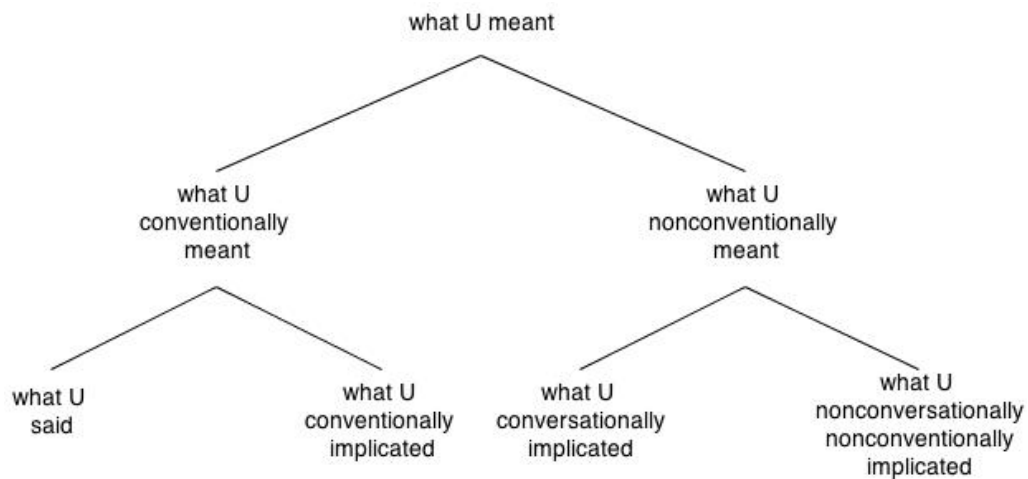 what U meant
what U
conventionally
meant
what U
nonconventionally
meant
what U
said
what U
conventionally
implicated
what U
conversationally
implicated
what U
nonconversationally
nonconventionally
implicated